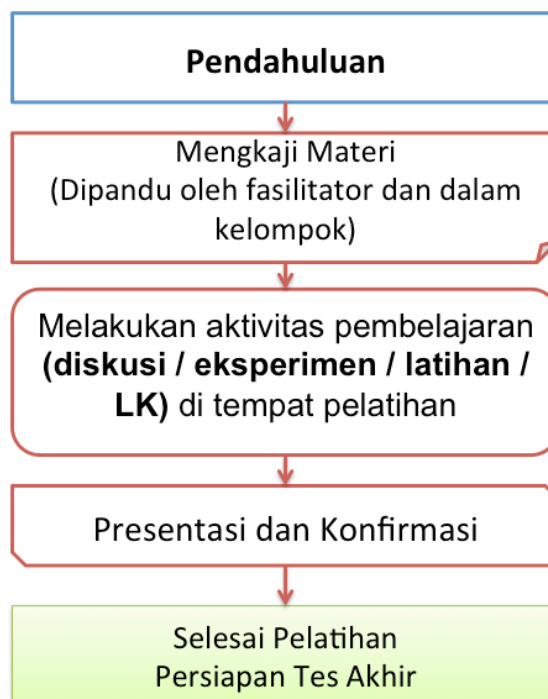 Pendahuluan
Mengkaji Materi
(Dipandu oleh fasilitator dan dalam
kelompok)
Melakukan aktivitas pembelajaran
(diskusi / eksperimen / latihan /
LK) di tempat pelatihan
Presentasi dan Konfirmasi
Selesai Pelatihan
Persiapan Tes Akhir